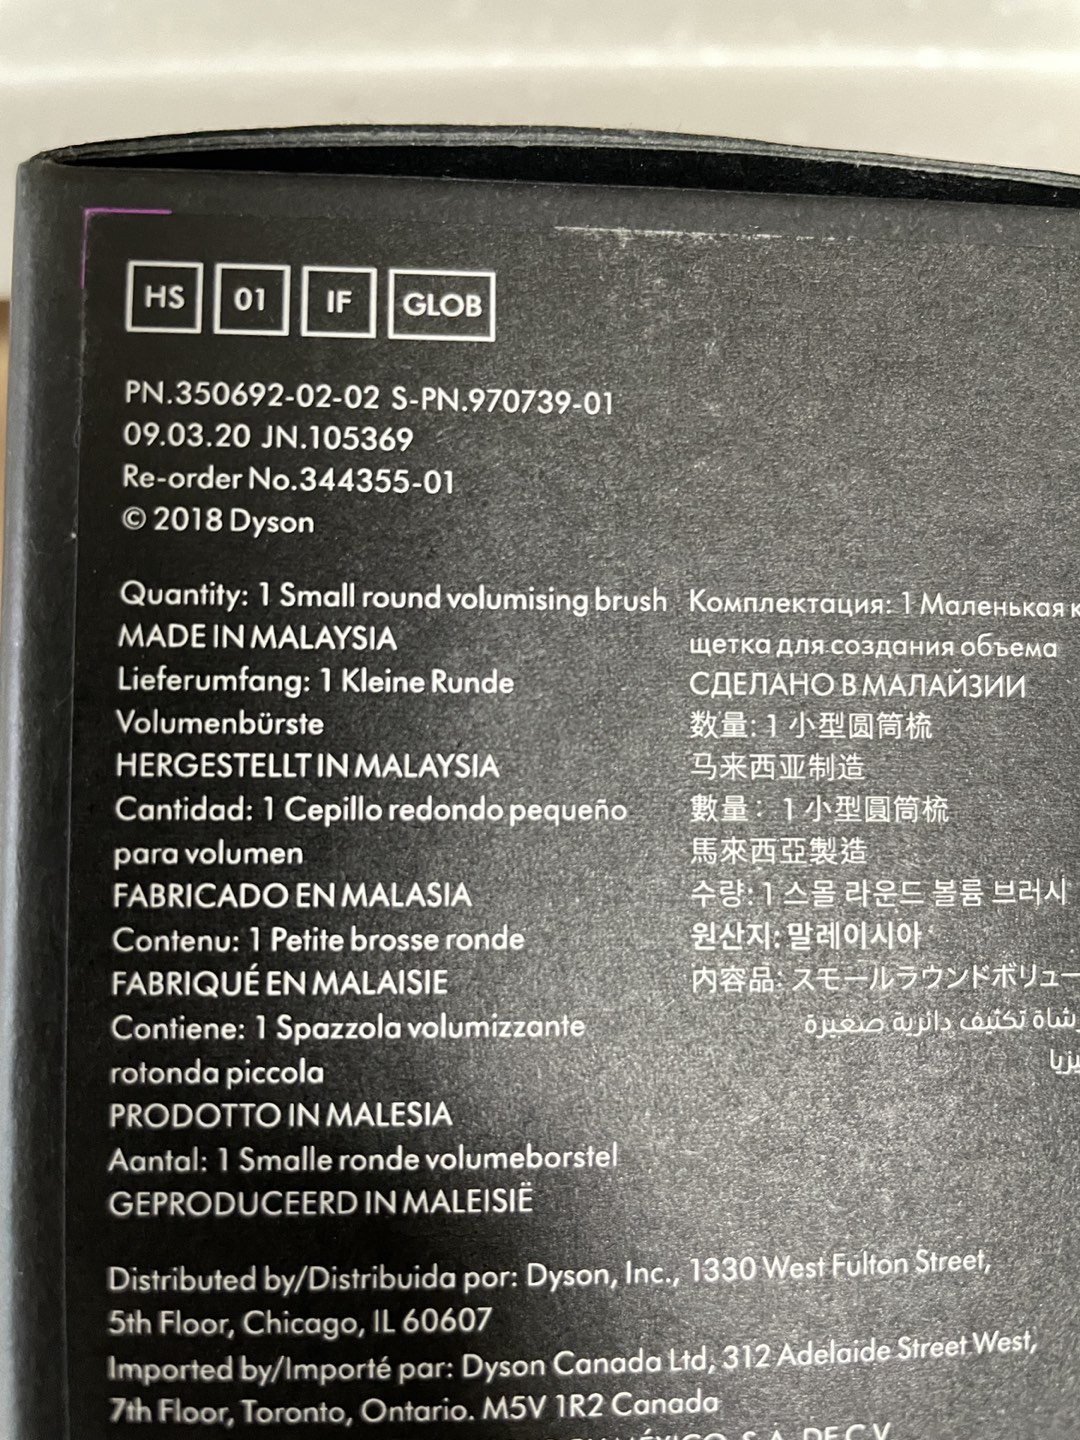 HS 01 IF GLOB
PN.350692-02-02 S-PN.970739-01
09.03.20 JN.105369
Re-order No.344355-01
© 2018 Dyson
Quantity: 1 Small round volumising brush
MADE IN MALAYSIA
Lieferumfang: 1 Kleine Runde
Volumenbürste
HERGESTELLT IN MALAYSIA
Cantidad: 1 Cepillo redondo pequeño
para volumen
FABRICADO EN MALASIA
Contenu: 1 Petite brosse ronde
FABRIQUÉ EN MALAISIE
Contiene: 1 Spazzola volumizzante
rotonda piccola
PRODOTTO IN MALESIA
Aantal: 1 Smalle ronde volumeborstel
GEPRODUCEERD IN MALEISIË
Комплектация: 1 Маленькая
щетка для создания объема
СДЕЛАНО В МАЛАЙЗИИ
数量: 1 小型圆筒梳
马来西亚制造
數量: 1 小型圓筒梳
馬來西亞製造
수량: 1 스몰 라운드 볼륨 브러시
원산지: 말레이시아
内容品: スモールラウンドボリュー
تكثيف دائرية صغيرة
Distributed by/Distribuida por: Dyson, Inc., 1330 West Fulton Street,
5th Floor, Chicago, IL 60607
Imported by/Importé par: Dyson Canada Ltd, 312 Adelaide Street West,
7th Floor, Toronto, Ontario. M5V 1R2 Canada
MÉXICO, S.A. DE C.V.